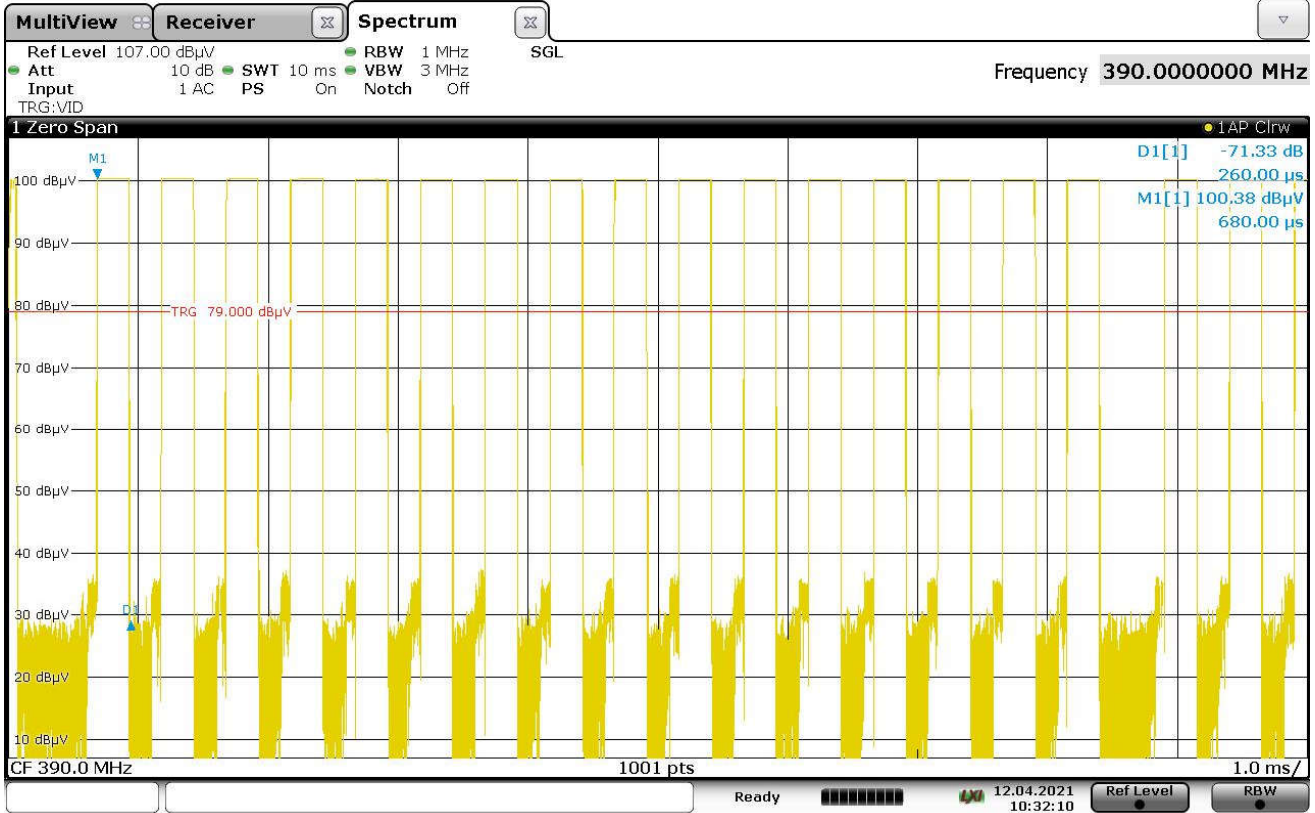 MultiView Receiver Spectrum
Ref Level 107.00 dBµV RBW 1 MHz SGL
Att 10 dB SWT 10 ms VBW 3 MHz
Frequency 390.0000000 MHz
Input 1 AC PS On Notch Off
TRG:VID
1 Zero Span 1AP Clrw
D1[1] -71.33 dB
260.00 µs
M1[1] 100.38 dBµV
680.00 µs
M1
100 dBµV
90 dBµV
80 dBµV
TRG 79.000 dBµV
70 dBµV
60 dBµV
50 dBµV
40 dBµV
30 dBµV
D1
20 dBµV
10 dBµV
CF 390.0 MHz 1001 pts 1.0 ms/
Ready LXI 12.04.2021 Ref Level RBW
10:32:10